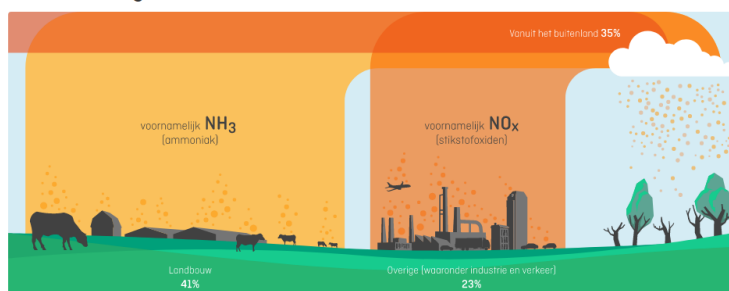 Vanuit het buitenland 35%
voornamelijk NH3
(ammoniak)
voornamelijk NOx
(stikstofoxiden)
Landbouw
41%
Overige (waaronder industrie en verkeer)
23%